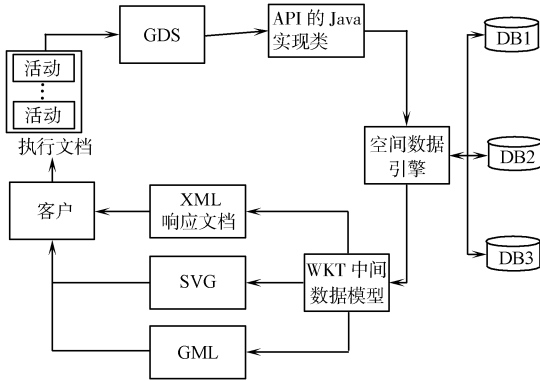 活动
活动
执行文档
GDS
API 的 Java
实现类
空间数据
引擎
DB1
DB2
DB3
客户
XML
响应文档
SVG
GML
WKT 中间
数据模型